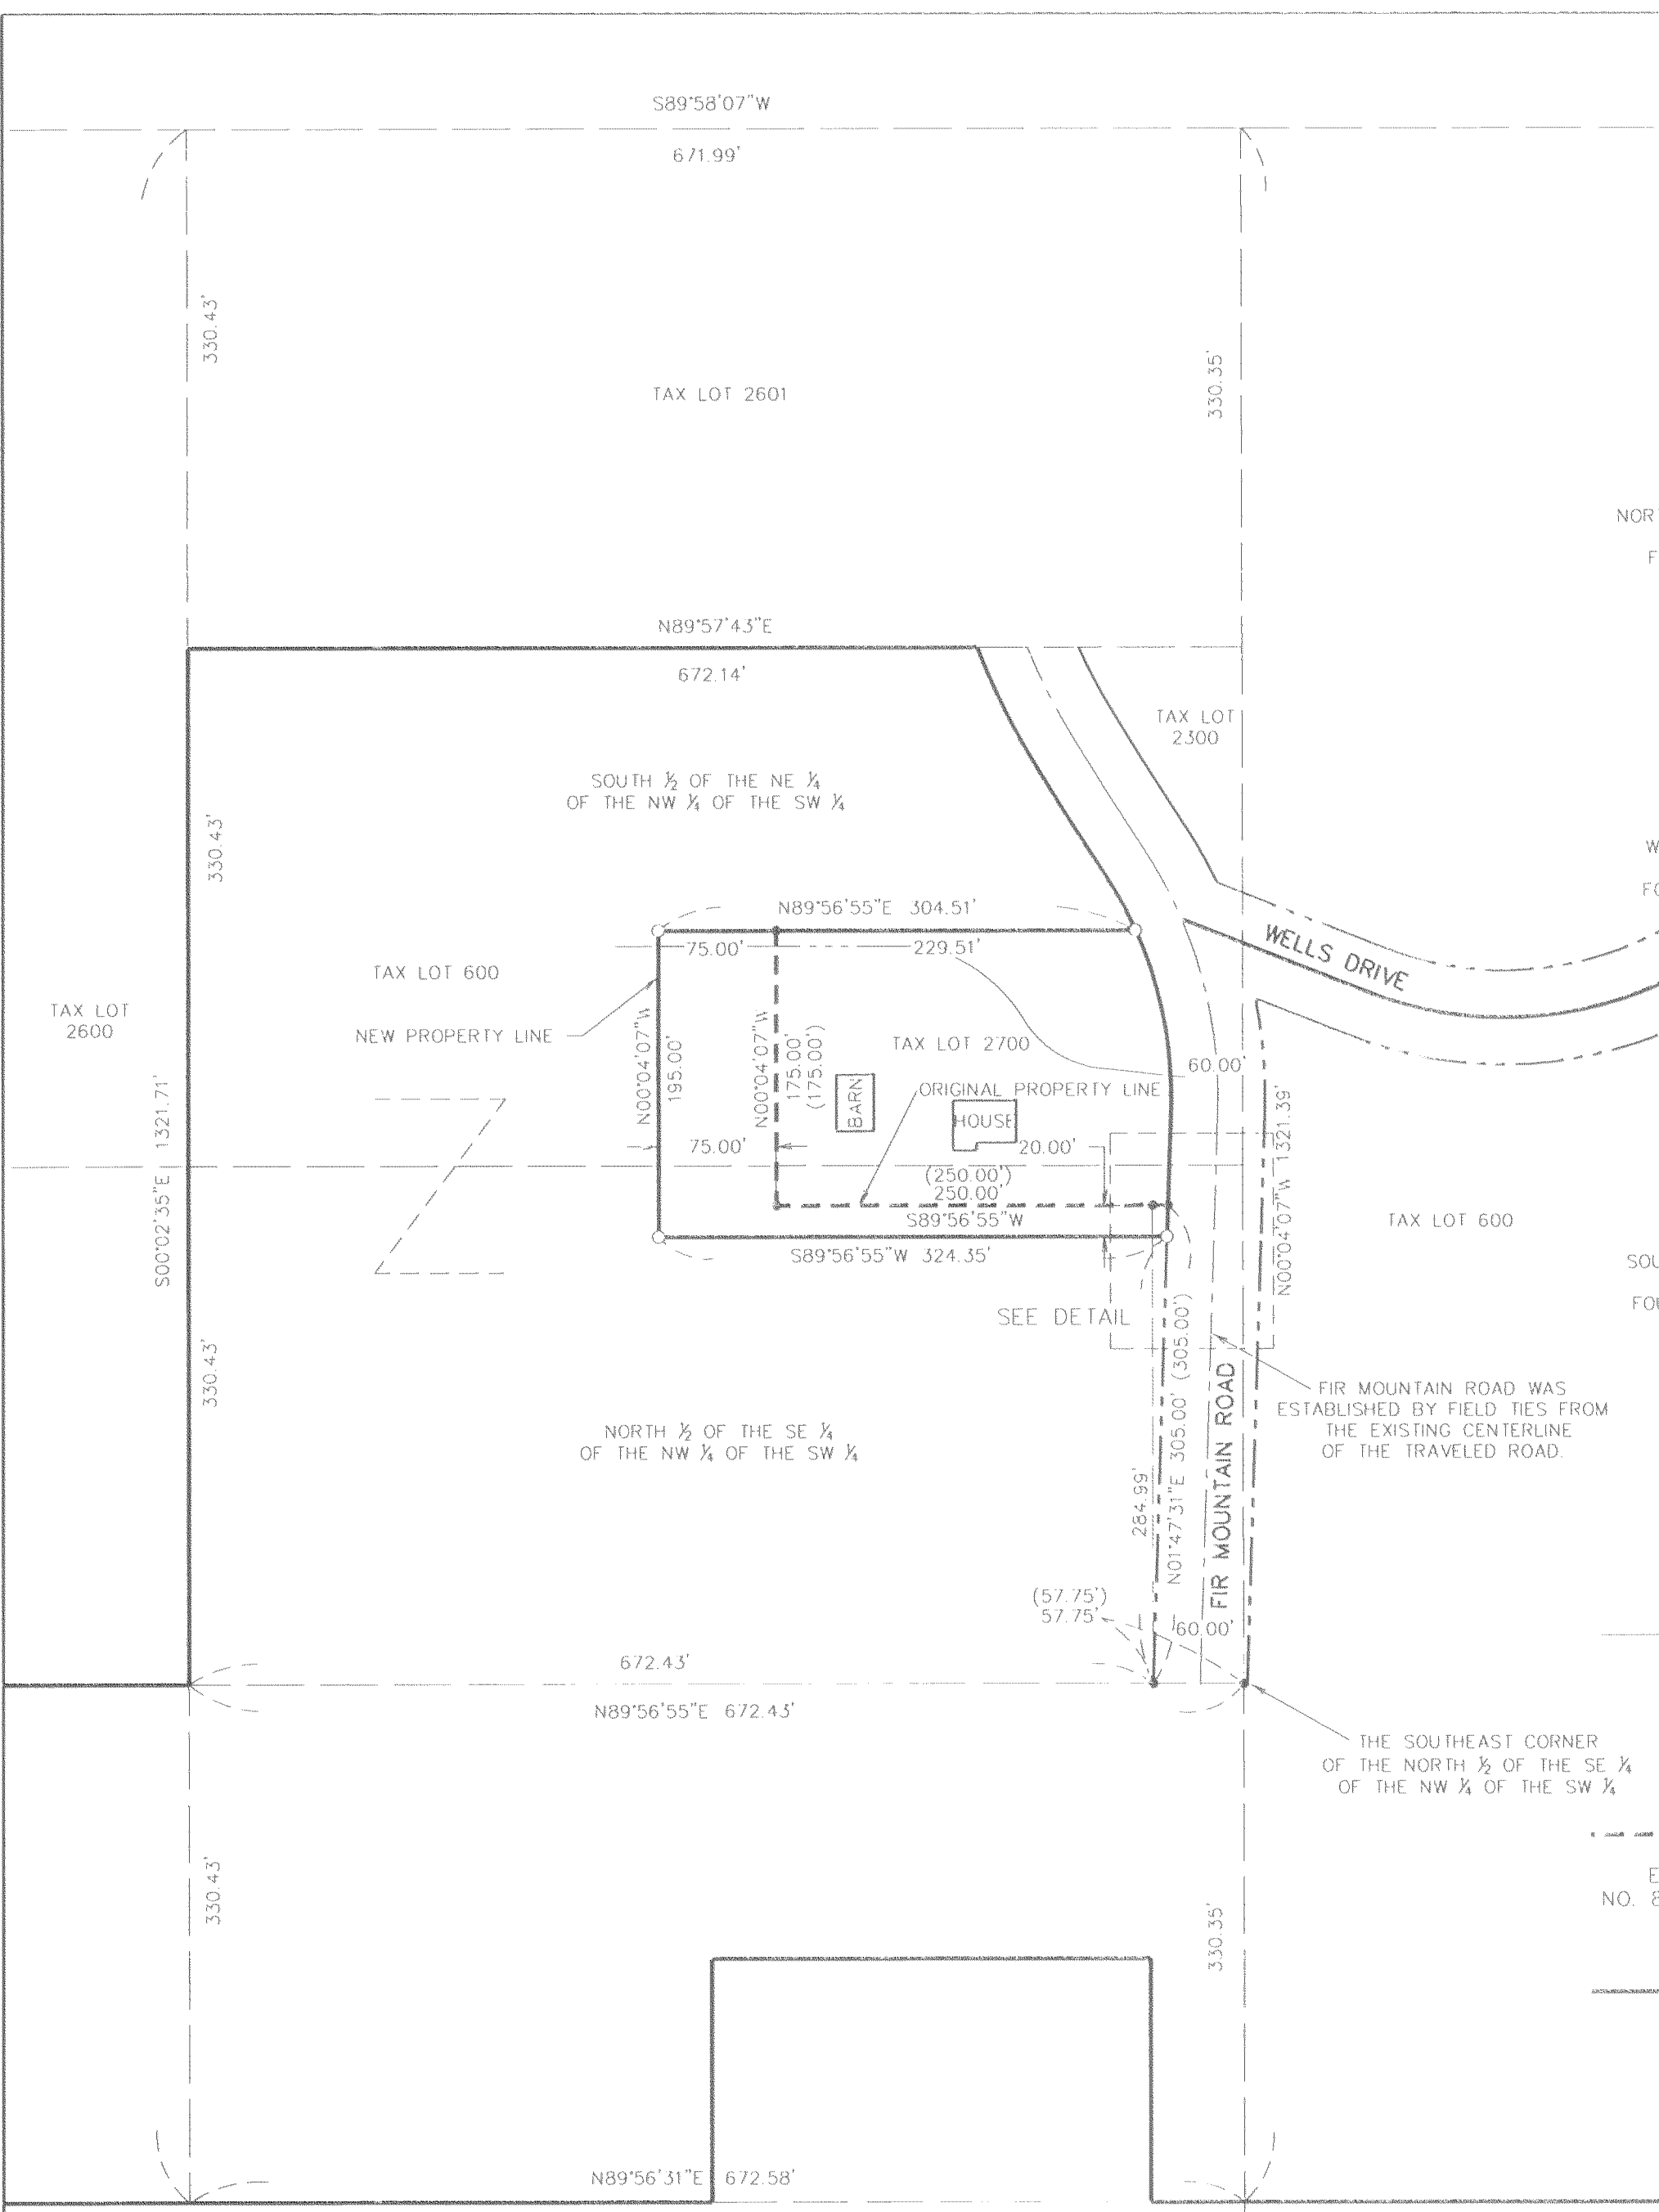 S89°58'07"W
671.99'
330.43'
330.35'
TAX LOT 2601
NOR
F
N89°57'43"E
672.14'
TAX LOT
2300
SOUTH ½ OF THE NE ¼
OF THE NW ¼ OF THE SW ¼
330.43'
W
FO
N89°56'55"E 304.51'
75.00'
229.51'
WELLS DRIVE
TAX LOT 600
TAX LOT
2600
NEW PROPERTY LINE
N00°04'07"W
195.00'
N00°04'07"W
175.00'
(175.00')
TAX LOT 2700
60.00'
ORIGINAL PROPERTY LINE
BARN
HOUSE
75.00'
20.00'
(250.00')
250.00'
S89°56'55"W
S89°56'55"W 324.35'
S00°02'35"E 1321.71'
N00°04'07"W 1321.39'
TAX LOT 600
SOU
FOU
SEE DETAIL
330.43'
FIR MOUNTAIN ROAD WAS
ESTABLISHED BY FIELD TIES FROM
THE EXISTING CENTERLINE
OF THE TRAVELED ROAD.
NORTH ½ OF THE SE ¼
OF THE NW ¼ OF THE SW ¼
284.99'
N01°47'31"E 305.00' (305.00')
FIR MOUNTAIN ROAD
(57.75')
57.75'
60.00'
672.43'
N89°56'55"E 672.43'
THE SOUTHEAST CORNER
OF THE NORTH ½ OF THE SE ¼
OF THE NW ¼ OF THE SW ¼
E
NO. 8
330.43'
330.35'
N89°56'31"E 672.58'